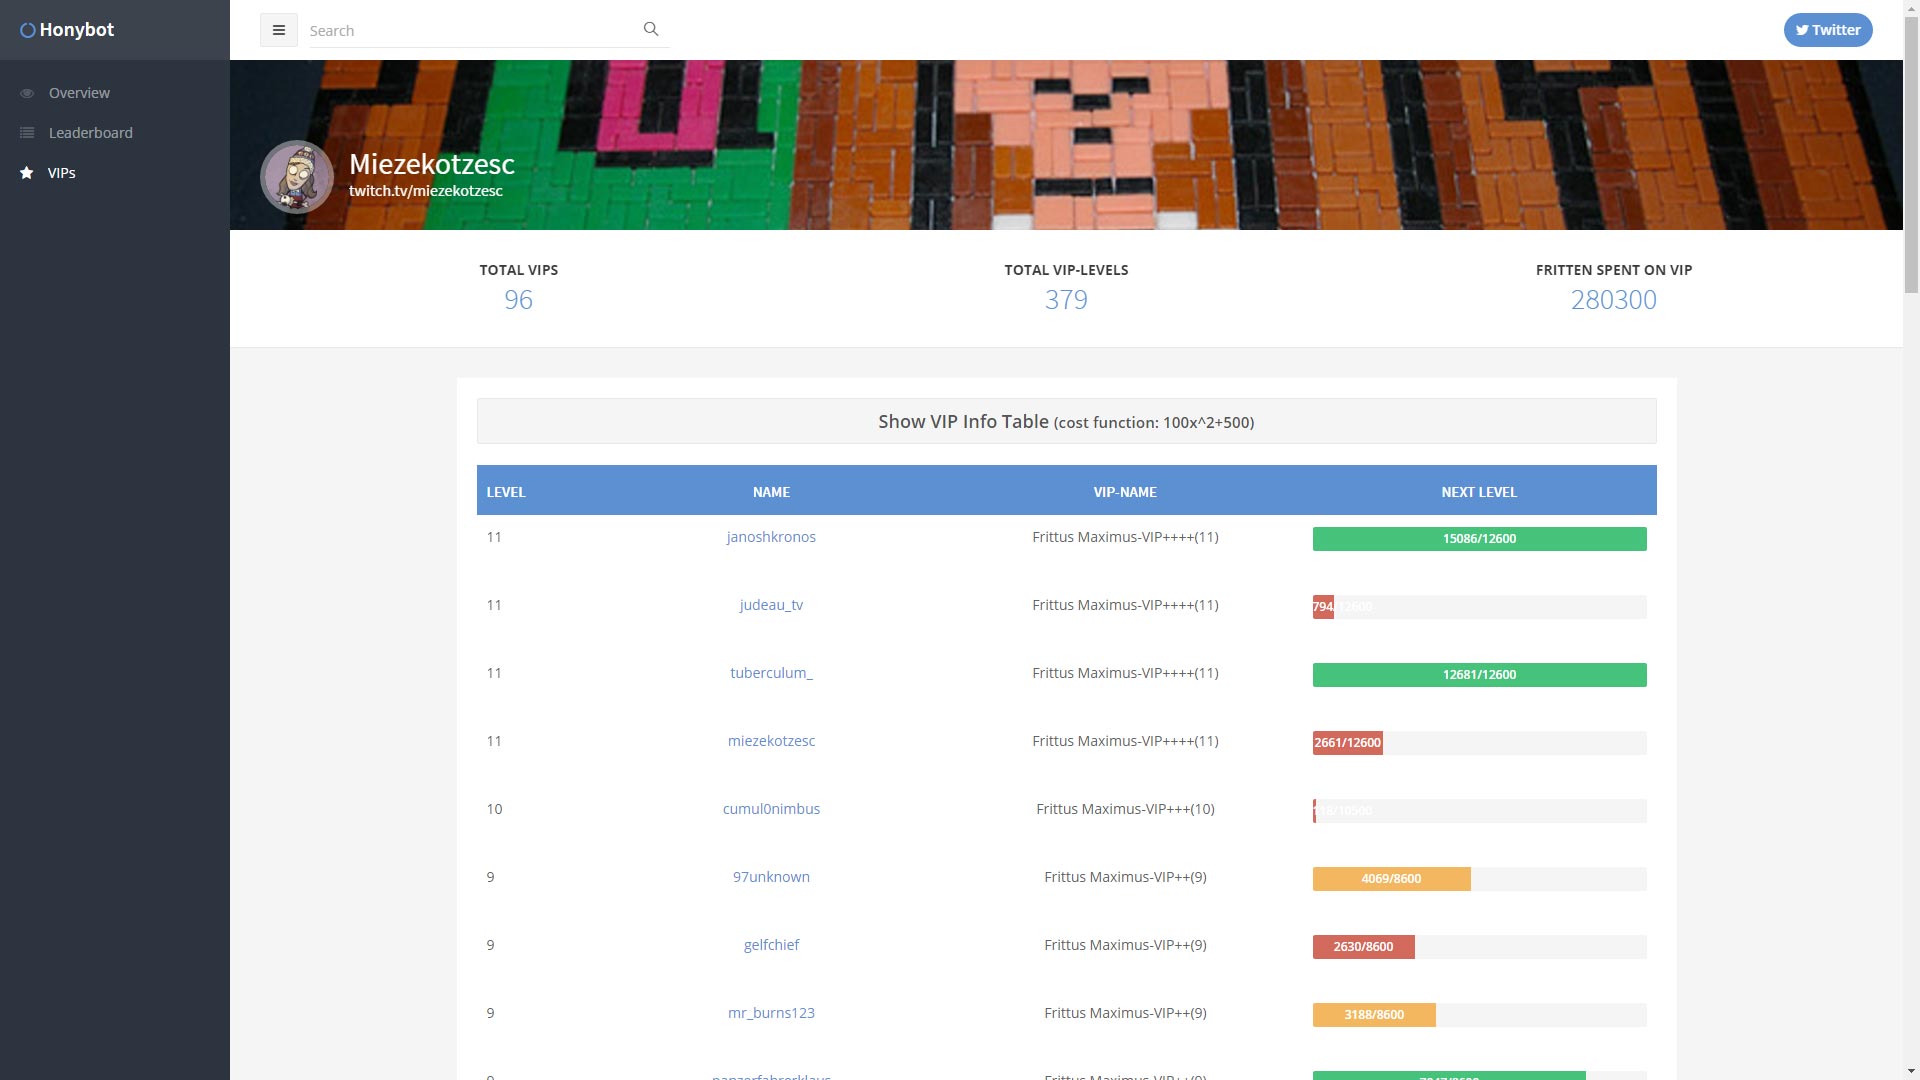 Honybot
Search
Twitter
Overview
Leaderboard
VIPs
Miezekotzesc
twitch.tv/miezekotzesc
TOTAL VIPS
96
TOTAL VIP-LEVELS
379
FRITTEN SPENT ON VIP
280300
Show VIP Info Table (cost function: 100x^2+500)
LEVEL NAME VIP-NAME NEXT LEVEL
11 janoshkronos Frittus Maximus-VIP++++(11) 15086/12600
11 judeau_tv Frittus Maximus-VIP++++(11) 794/12600
11 tuberculum_ Frittus Maximus-VIP++++(11) 12681/12600
11 miezekotzesc Frittus Maximus-VIP++++(11) 2661/12600
10 cumul0nimbus Frittus Maximus-VIP+++(10) 118/10500
9 97unknown Frittus Maximus-VIP++(9) 4069/8600
9 gelfchief Frittus Maximus-VIP++(9) 2630/8600
9 mr_burns123 Frittus Maximus-VIP++(9) 3188/8600